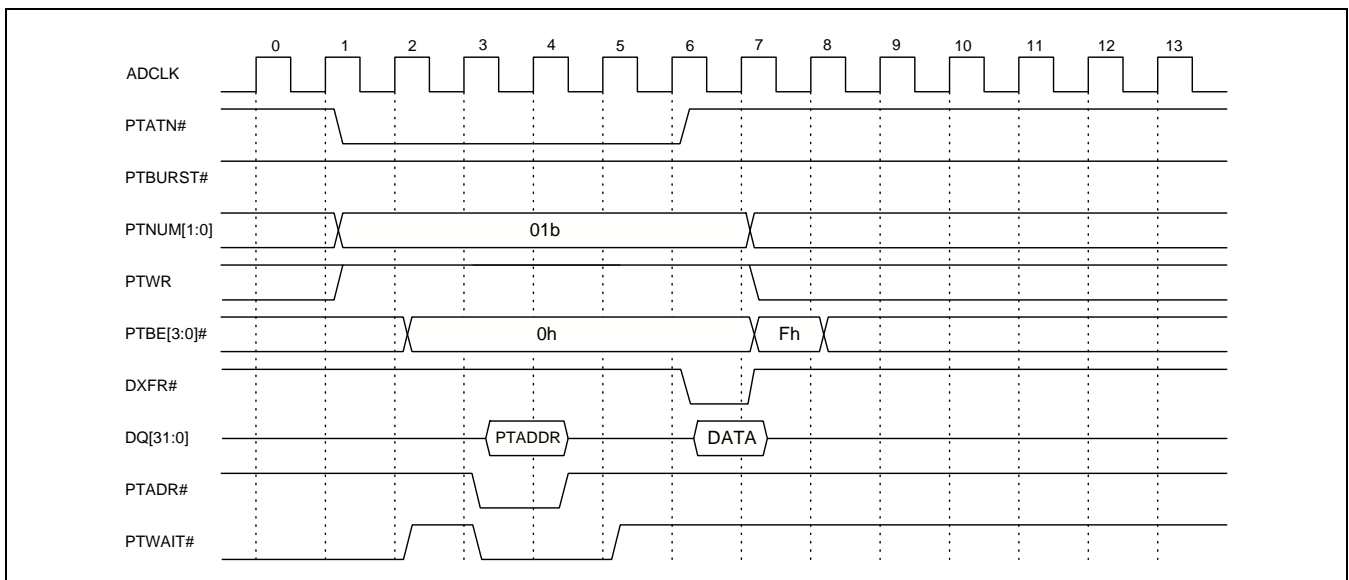 0 1 2 3 4 5 6 7 8 9 10 11 12 13
ADCLK
PTATN#
PTBURST#
PTNUM[1:0] 01b
PTWR
PTBE[3:0]# 0h Fh
DXFR#
DQ[31:0] PTADDR DATA
PTADR#
PTWAIT#